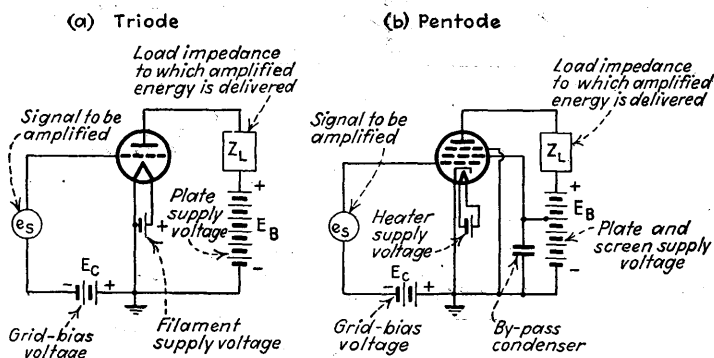 (a) Triode
Load impedance
to which amplified
energy is delivered
Signal to be
amplified
Z_L
+
Plate
supply
voltage
E_B
-
+
e_s
E_C
-
+
Grid-bias
voltage
Filament
supply voltage
(b) Pentode
Load impedance
to which amplified
energy is delivered
Signal to be
amplified
Z_L
+
E_B
-
Heater
supply
voltage
Plate and
screen supply
voltage
e_s
E_C
-
+
Grid-bias
voltage
By-pass
condenser